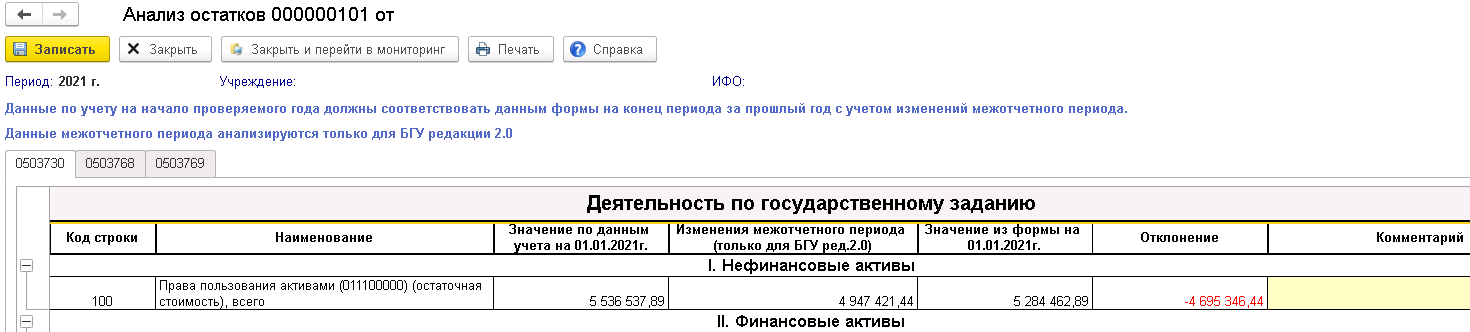 Анализ остатков 000000101 от
Записать Закрыть Закрыть и перейти в мониторинг Печать Справка
Период: 2021 г. Учреждение: ИФО:
Данные по учету на начало проверяемого года должны соответствовать данным формы на конец периода за прошлый год с учетом изменений межотчетного периода.
Данные межотчетного периода анализируются только для БГУ редакции 2.0
0503730 0503768 0503769
Деятельность по государственному заданию
Код строки
Наименование
Значение по данным
учета на 01.01.2021г.
Изменения межотчетного периода
(только для БГУ ред.2.0)
Значение из формы на
01.01.2021г.
Отклонение
Комментарий
I. Нефинансовые активы
100
Права пользования активами (011100000) (остаточная
стоимость), всего
5 536 537,89
4 947 421,44
5 284 462,89
-4 695 346,44
II. Финансовые активы